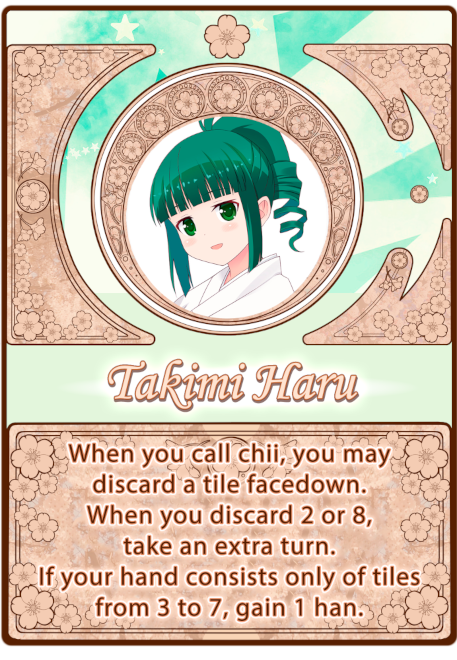 Takimi Haru
When you call chii, you may
discard a tile facedown.
When you discard 2 or 8,
take an extra turn.
If your hand consists only of tiles
from 3 to 7, gain 1 han.